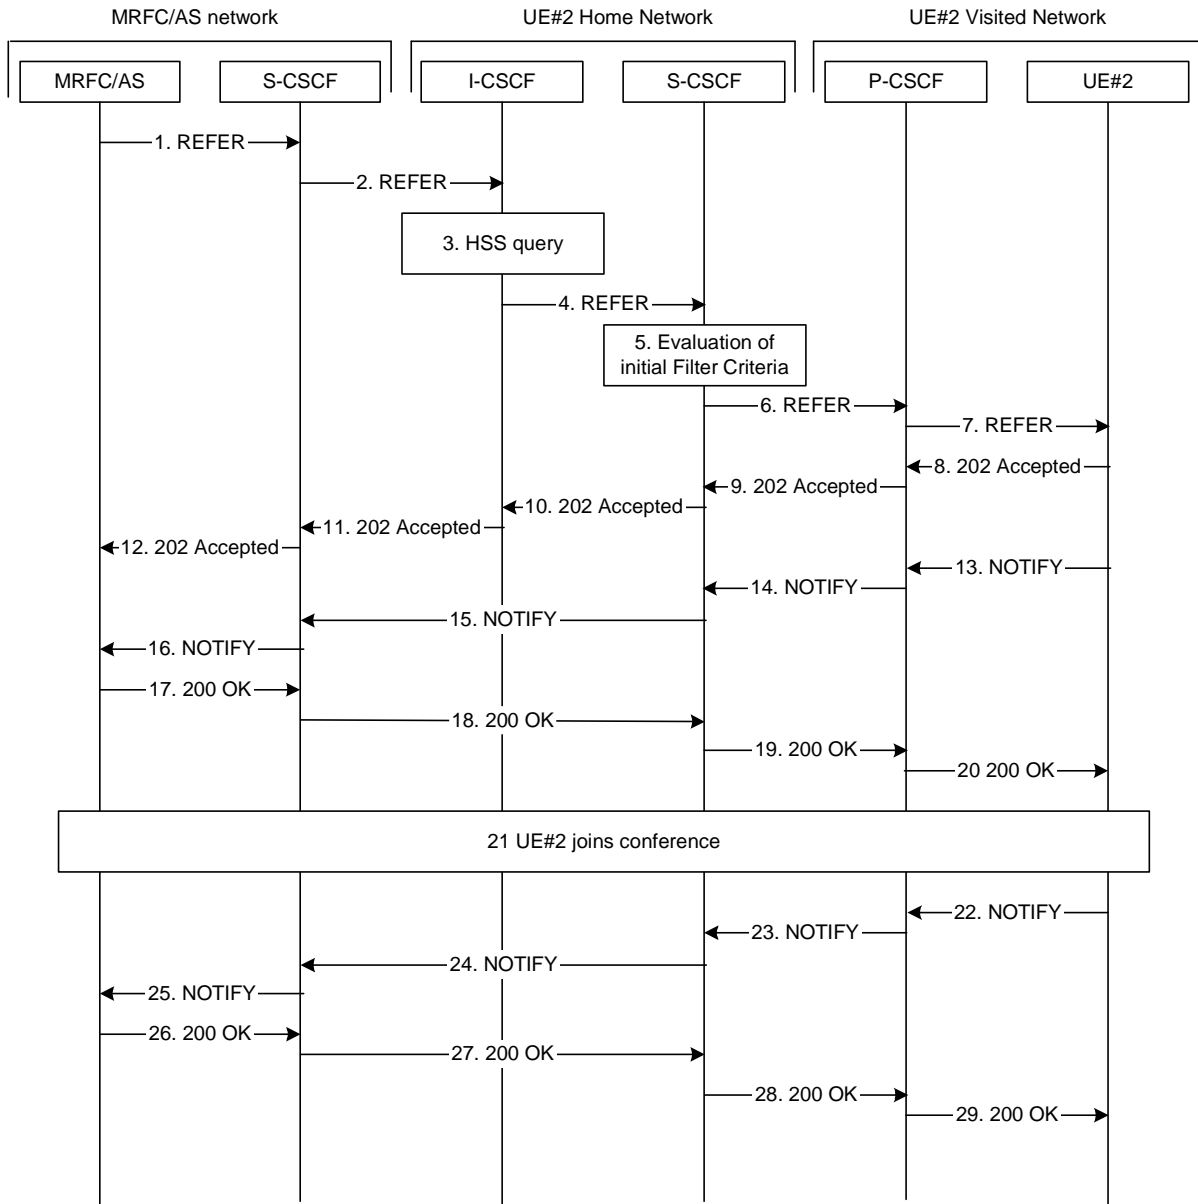 MRFC/AS network
UE#2 Home Network
UE#2 Visited Network
MRFC/AS
S-CSCF
I-CSCF
S-CSCF
P-CSCF
UE#2
1. REFER
2. REFER
3. HSS query
4. REFER
5. Evaluation of
initial Filter Criteria
6. REFER
7. REFER
8. 202 Accepted
9. 202 Accepted
10. 202 Accepted
11. 202 Accepted
12. 202 Accepted
13. NOTIFY
14. NOTIFY
15. NOTIFY
16. NOTIFY
17. 200 OK
18. 200 OK
19. 200 OK
20 200 OK
21 UE#2 joins conference
22. NOTIFY
23. NOTIFY
24. NOTIFY
25. NOTIFY
26. 200 OK
27. 200 OK
28. 200 OK
29. 200 OK